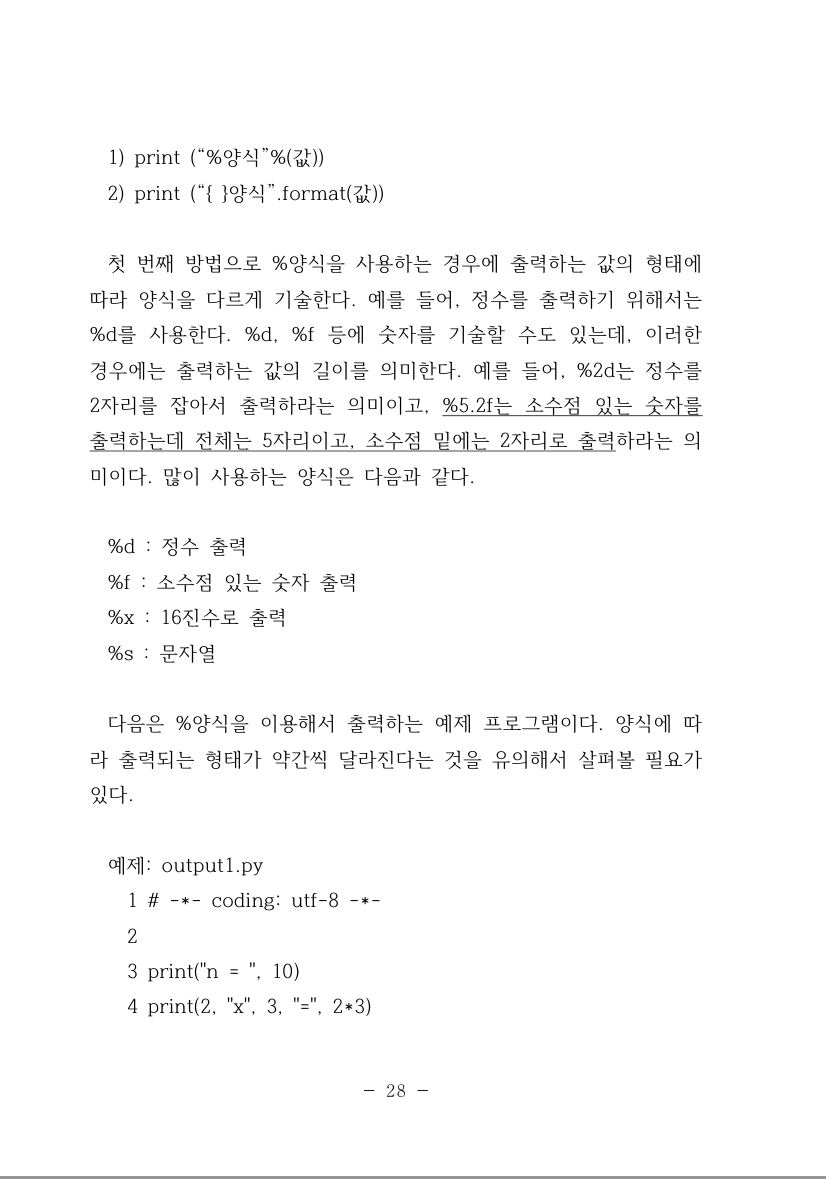 1) print (“%양식”%(값))
2) print (“{ }양식”.format(값))
첫 번째 방법으로 %양식을 사용하는 경우에 출력하는 값의 형태에
따라 양식을 다르게 기술한다. 예를 들어, 정수를 출력하기 위해서는
%d를 사용한다. %d, %f 등에 숫자를 기술할 수도 있는데, 이러한
경우에는 출력하는 값의 길이를 의미한다. 예를 들어, %2d는 정수를
2자리를 잡아서 출력하라는 의미이고, %5.2f는 소수점 있는 숫자를
출력하는데 전체는 5자리이고, 소수점 밑에는 2자리로 출력하라는 의
미이다. 많이 사용하는 양식은 다음과 같다.
%d : 정수 출력
%f : 소수점 있는 숫자 출력
%x : 16진수로 출력
%s : 문자열
다음은 %양식을 이용해서 출력하는 예제 프로그램이다. 양식에 따
라 출력되는 형태가 약간씩 달라진다는 것을 유의해서 살펴볼 필요가
있다.
예제: output1.py
1 # -*- coding: utf-8 -*-
2
3 print("n = ", 10)
4 print(2, "x", 3, "=", 2*3)
- 28 -